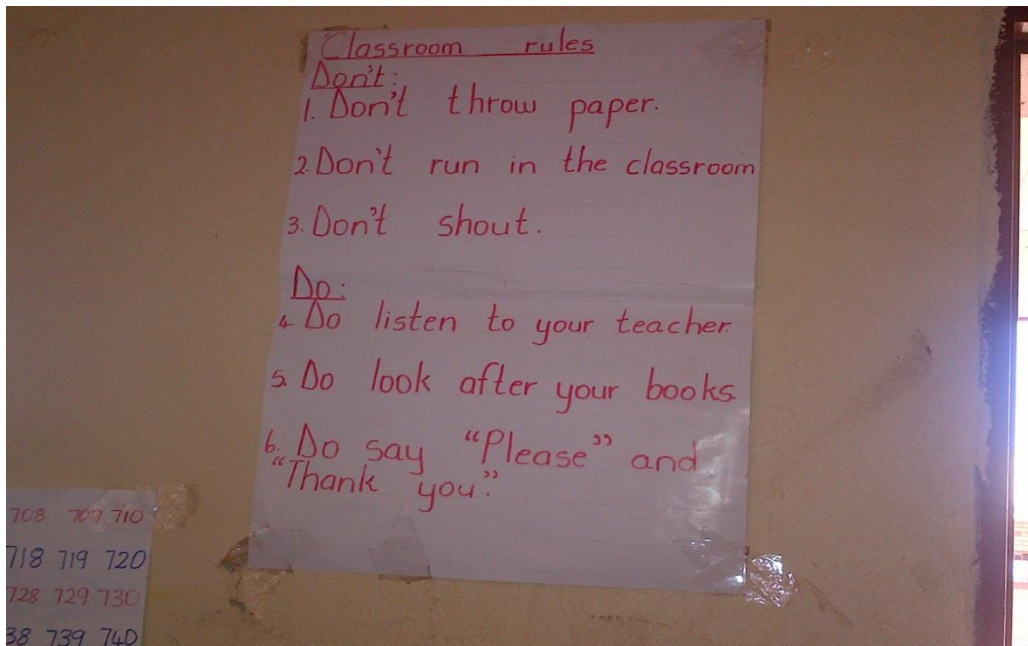 Classroom rules
Don't:
1. Don't throw paper.
2. Don't run in the classroom
3. Don't shout.
Do:
4. Do listen to your teacher
5. Do look after your books
6. Do say "Please" and
"Thank you."
708 709 710
718 719 720
728 729 730
38 739 740